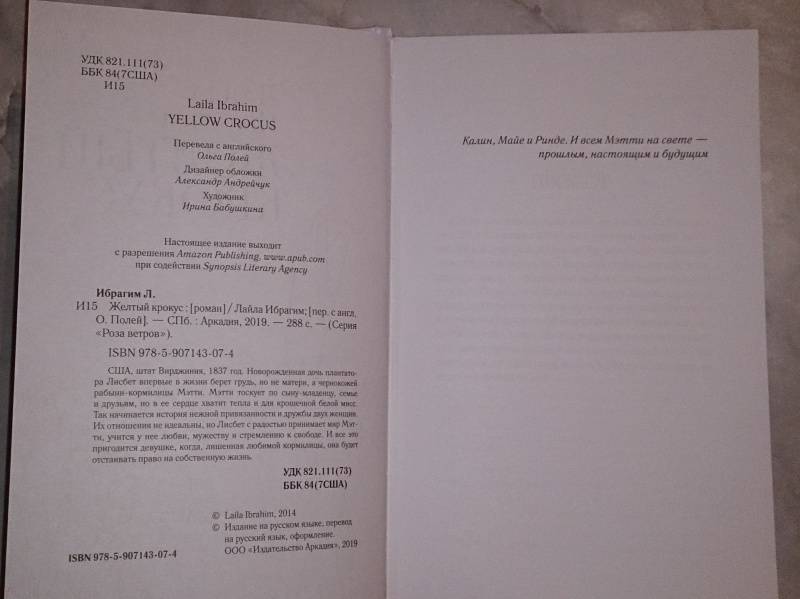 УДК 821.111(73)
ББК 84(7США)
И15
Laila Ibrahim
YELLOW CROCUS
Перевела с английского
Ольга Полей
Дизайнер обложки
Александр Андрейчук
Художник
Ирина Бабушкина
Настоящее издание выходит
с разрешения Amazon Publishing, www.apub.com
при содействии Synopsis Literary Agency
Ибрагим Л.
И15 Желтый крокус : [роман] / Лайла Ибрагим; [пер. с англ.
О. Полей]. — СПб. : Аркадия, 2019. — 288 с. — (Серия
«Роза ветров»).
ISBN 978-5-907143-07-4
США, штат Вирджиния, 1837 год. Новорожденная дочь плантато-
ра Лисбет впервые в жизни берет грудь, но не матери, а чернокожей
рабыни-кормилицы Мэтти. Мэтти тоскует по сыну-младенцу, семье
и друзьям, но в ее сердце хватит тепла и для крошечной белой мисс.
Так начинается история нежной привязанности и дружбы двух женщин.
Их отношения не идеальны, но Лисбет с радостью принимает мир Мэт-
ти, учится у нее любви, мужеству и стремлению к свободе. И все это
пригодится девушке, когда, лишенная любимой кормилицы, она будет
отстаивать право на собственную жизнь.
УДК 821.111(73)
ББК 84(7США)
© Laila Ibrahim, 2014
© Издание на русском языке, перевод
на русский язык, оформление.
ООО «Издательство Аркадия», 2019
ISBN 978-5-907143-07-4
Калин, Майе и Ринде. И всем Мэтти на свете —
прошлым, настоящим и будущим